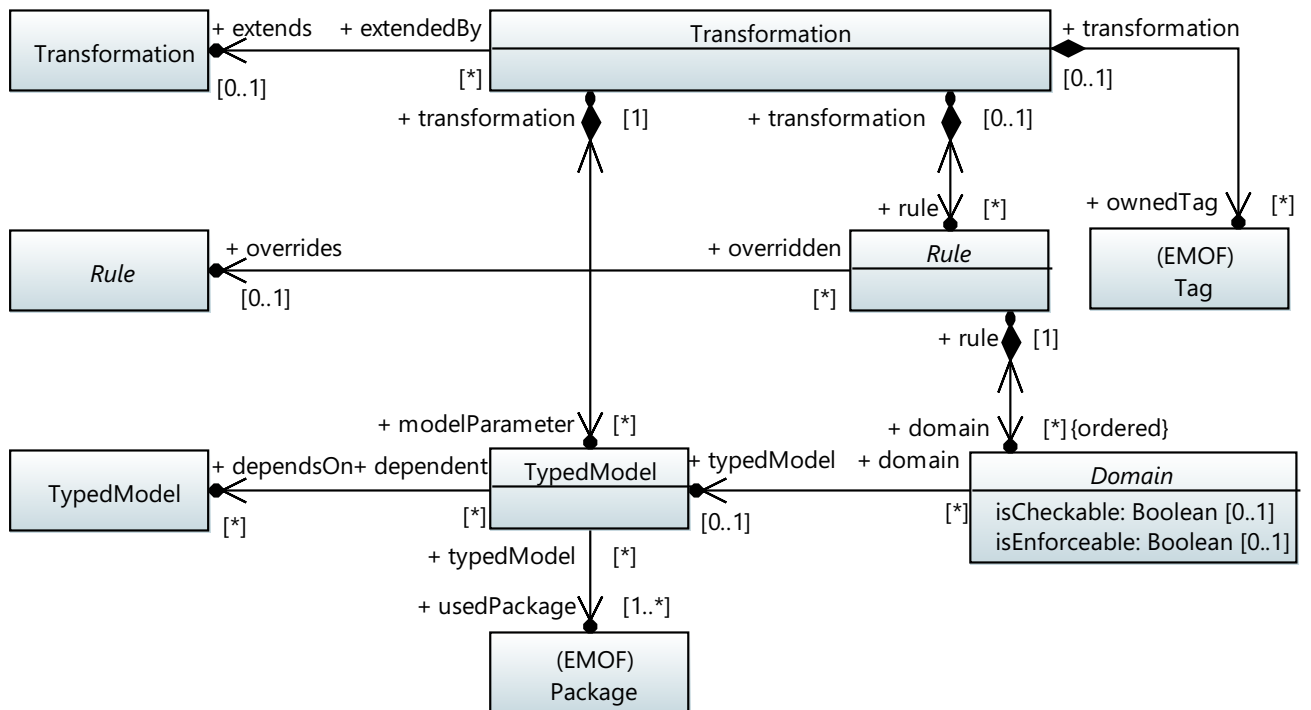 + extends
+ extendedBy
Transformation
+ transformation
Transformation
[0..1]
[*]
[0..1]
+ transformation
[1]
+ transformation
[0..1]
+ rule
[*]
+ ownedTag
[*]
+ overrides
+ overridden
Rule
Rule
(EMOF)
Tag
[0..1]
[*]
+ rule
[1]
+ modelParameter
[*]
+ domain
[*]
{ordered}
+ dependsOn
+ dependent
TypedModel
+ typedModel
+ domain
Domain
TypedModel
[*]
[*]
[0..1]
[*]
isCheckable: Boolean [0..1]
isEnforceable: Boolean [0..1]
+ typedModel
[*]
+ usedPackage
[1..*]
(EMOF)
Package